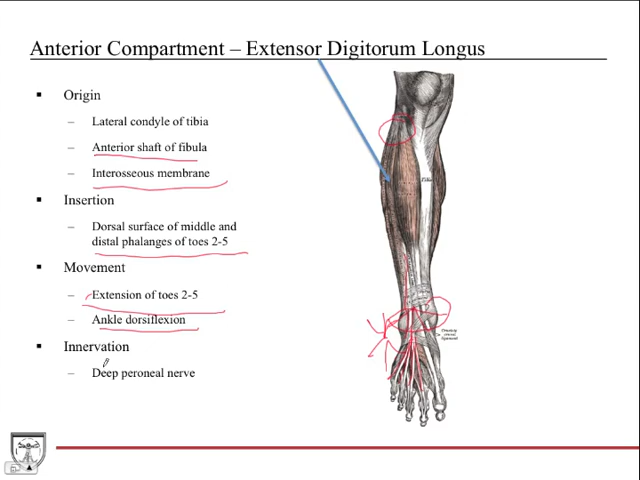 Anterior Compartment – Extensor Digitorum Longus
▪ Origin
– Lateral condyle of tibia
– Anterior shaft of fibula
– Interosseous membrane
▪ Insertion
– Dorsal surface of middle and
distal phalanges of toes 2-5
▪ Movement
– Extension of toes 2-5
– Ankle dorsiflexion
▪ Innervation
– Deep peroneal nerve